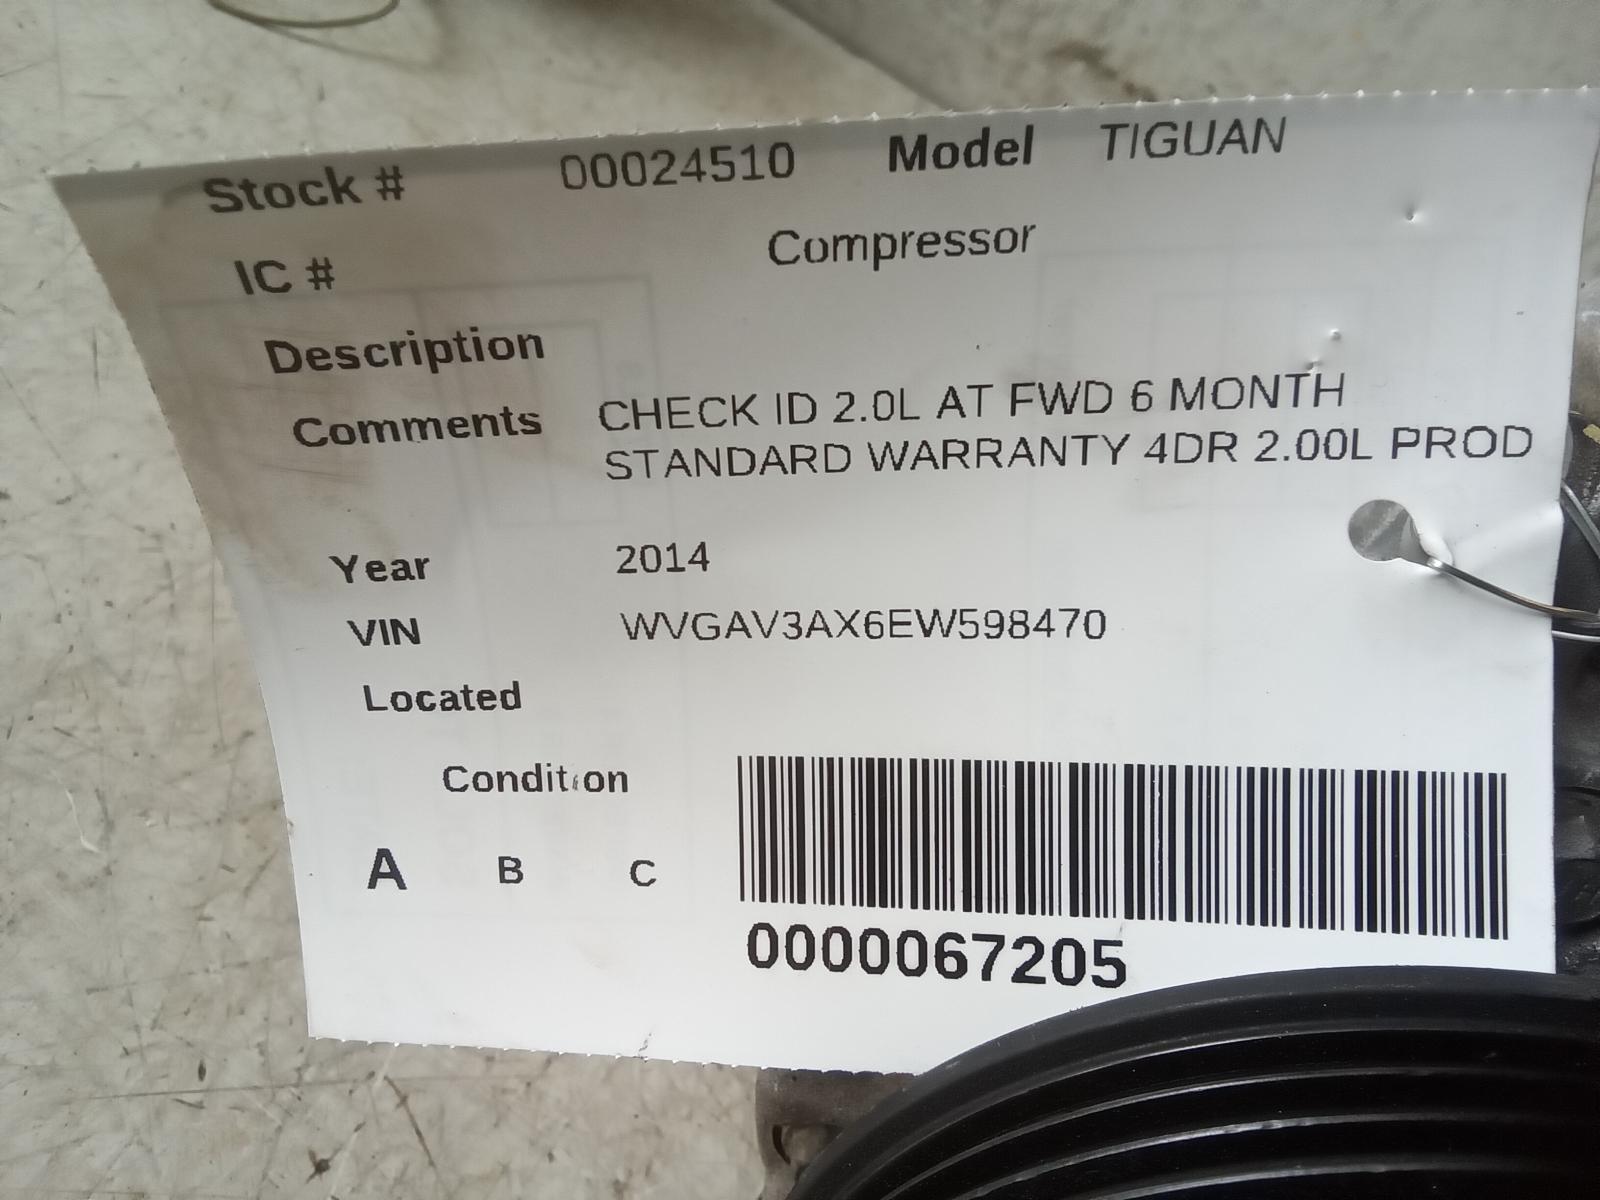 Stock # 00024510 Model TIGUAN
IC # Compressor
Description
Comments CHECK ID 2.0L AT FWD 6 MONTH
STANDARD WARRANTY 4DR 2.00L PROD
Year 2014
VIN WVGAV3AX6EW598470
Located
Condition
A B C
0000067205